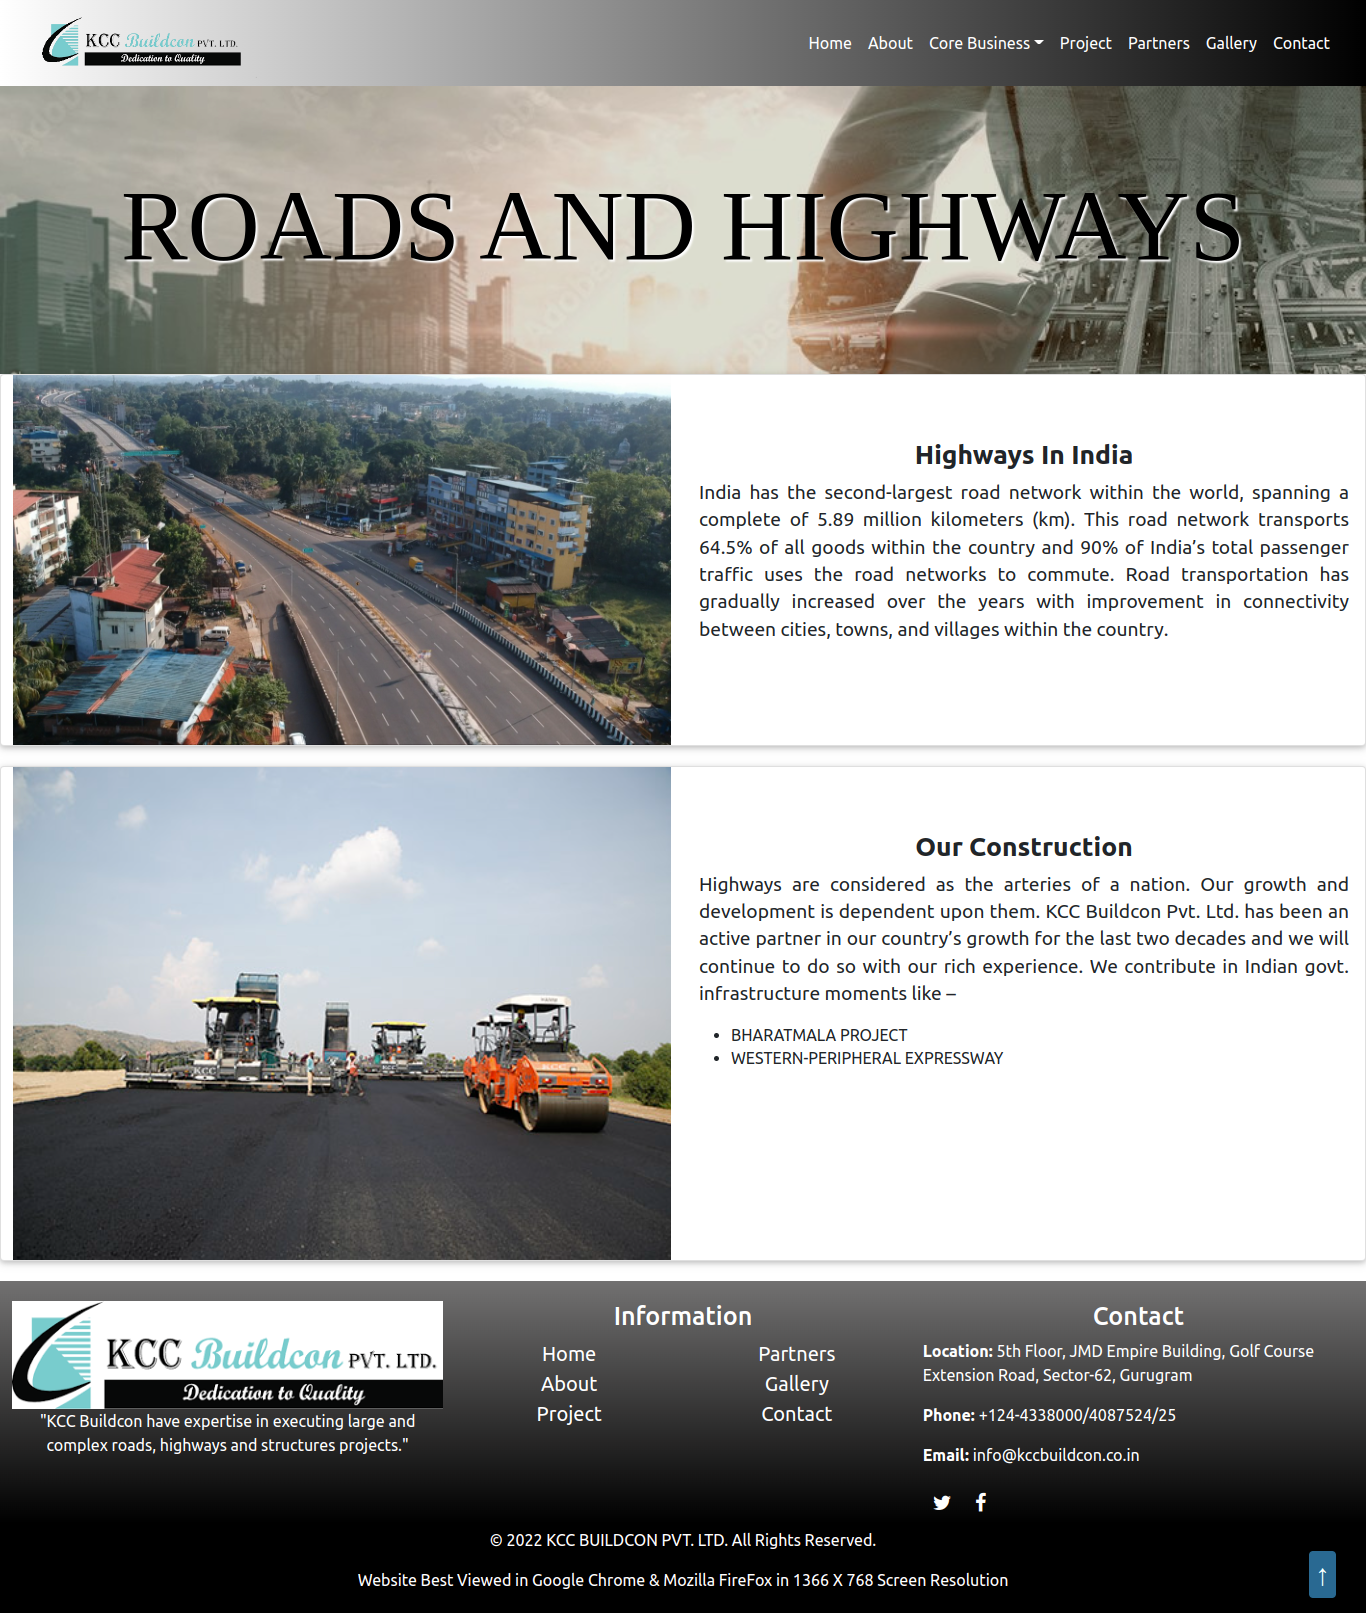 KCC Buildcon PVT. LTD.
Dedication to Quality
Home About Core Business Project Partners Gallery Contact
ROADS AND HIGHWAYS
Highways In India
India has the second-largest road network within the world, spanning a
complete of 5.89 million kilometers (km). This road network transports
64.5% of all goods within the country and 90% of India’s total passenger
traffic uses the road networks to commute. Road transportation has
gradually increased over the years with improvement in connectivity
between cities, towns, and villages within the country.
Our Construction
Highways are considered as the arteries of a nation. Our growth and
development is dependent upon them. KCC Buildcon Pvt. Ltd. has been an
active partner in our country’s growth for the last two decades and we will
continue to do so with our rich experience. We contribute in Indian govt.
infrastructure moments like –
• BHARATMALA PROJECT
• WESTERN-PERIPHERAL EXPRESSWAY
KCC
KCC Buildcon PVT. LTD.
Dedication to Quality
"KCC Buildcon have expertise in executing large and
complex roads, highways and structures projects."
Information
Home
About
Project
Partners
Gallery
Contact
Contact
Location: 5th Floor, JMD Empire Building, Golf Course
Extension Road, Sector-62, Gurugram
Phone: +124-4338000/4087524/25
Email: info@kccbuildcon.co.in
© 2022 KCC BUILDCON PVT. LTD. All Rights Reserved.
Website Best Viewed in Google Chrome & Mozilla FireFox in 1366 X 768 Screen Resolution
↑